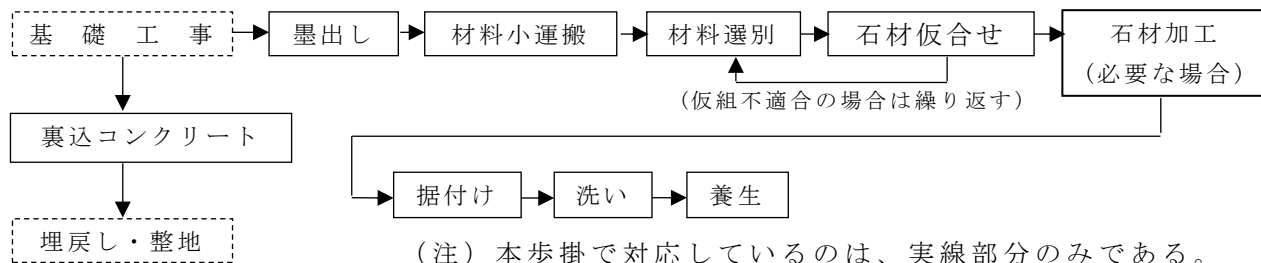 基礎工事
墨出し
材料小運搬
材料選別
石材仮合せ
石材加工
(必要な場合)
(仮組不適合の場合は繰り返す)
裏込コンクリート
据付け
洗い
養生
埋戻し・整地
(注)本歩掛で対応しているのは、実線部分のみである。